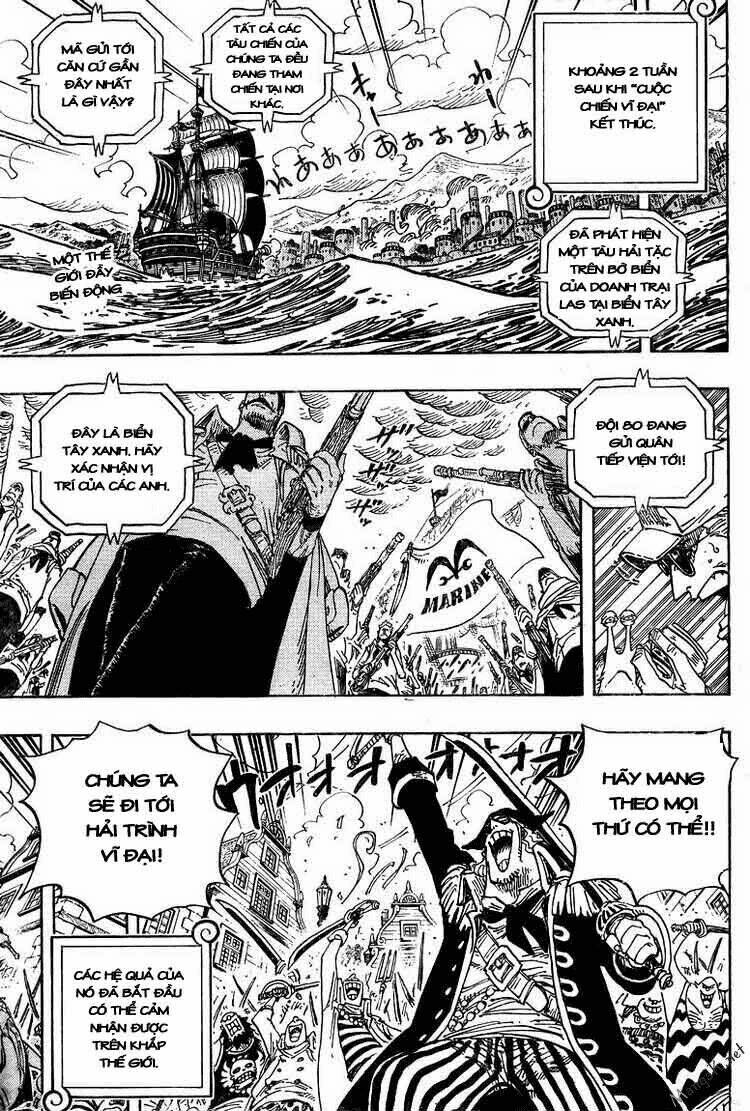 KHOẢNG 2 TUẦN
SAU KHI "CUỘC
CHIẾN VĨ ĐẠI"
KẾT THÚC.
TẤT CẢ CÁC
TÀU CHIẾN CỦA
CHÚNG TA ĐỀU
ĐANG THAM
CHIẾN TẠI NƠI
KHÁC.
MÃ GỬI TỚI
CĂN CỨ GẦN
ĐÂY NHẤT
LÀ GÌ VẬY?
ĐÃ PHÁT HIỆN
MỘT TÀU HẢI TẶC
TRÊN BỜ BIỂN
CỦA DOANH TRẠI
LAS TẠI BIỂN TÂY
XANH.
MỘT THẾ
GIỚI ĐẦY
BIẾN ĐỘNG
ĐỘI 80 ĐANG
GỬI QUÂN
TIẾP VIỆN TỚI!
ĐÂY LÀ BIỂN
TÂY XANH. HÃY
XÁC NHẬN VỊ
TRÍ CỦA CÁC ANH.
MARINE
HÃY MANG
THEO MỌI
THỨ CÓ THỂ!!
ウオオオオ
CHÚNG TA
SẼ ĐI TỚI
HẢI TRÌNH
VĨ ĐẠI!
CÁC HỆ QUẢ CỦA
NÓ ĐÃ BẮT ĐẦU
CÓ THỂ CẢM
NHẬN ĐƯỢC
TRÊN KHẮP
THẾ GIỚI.